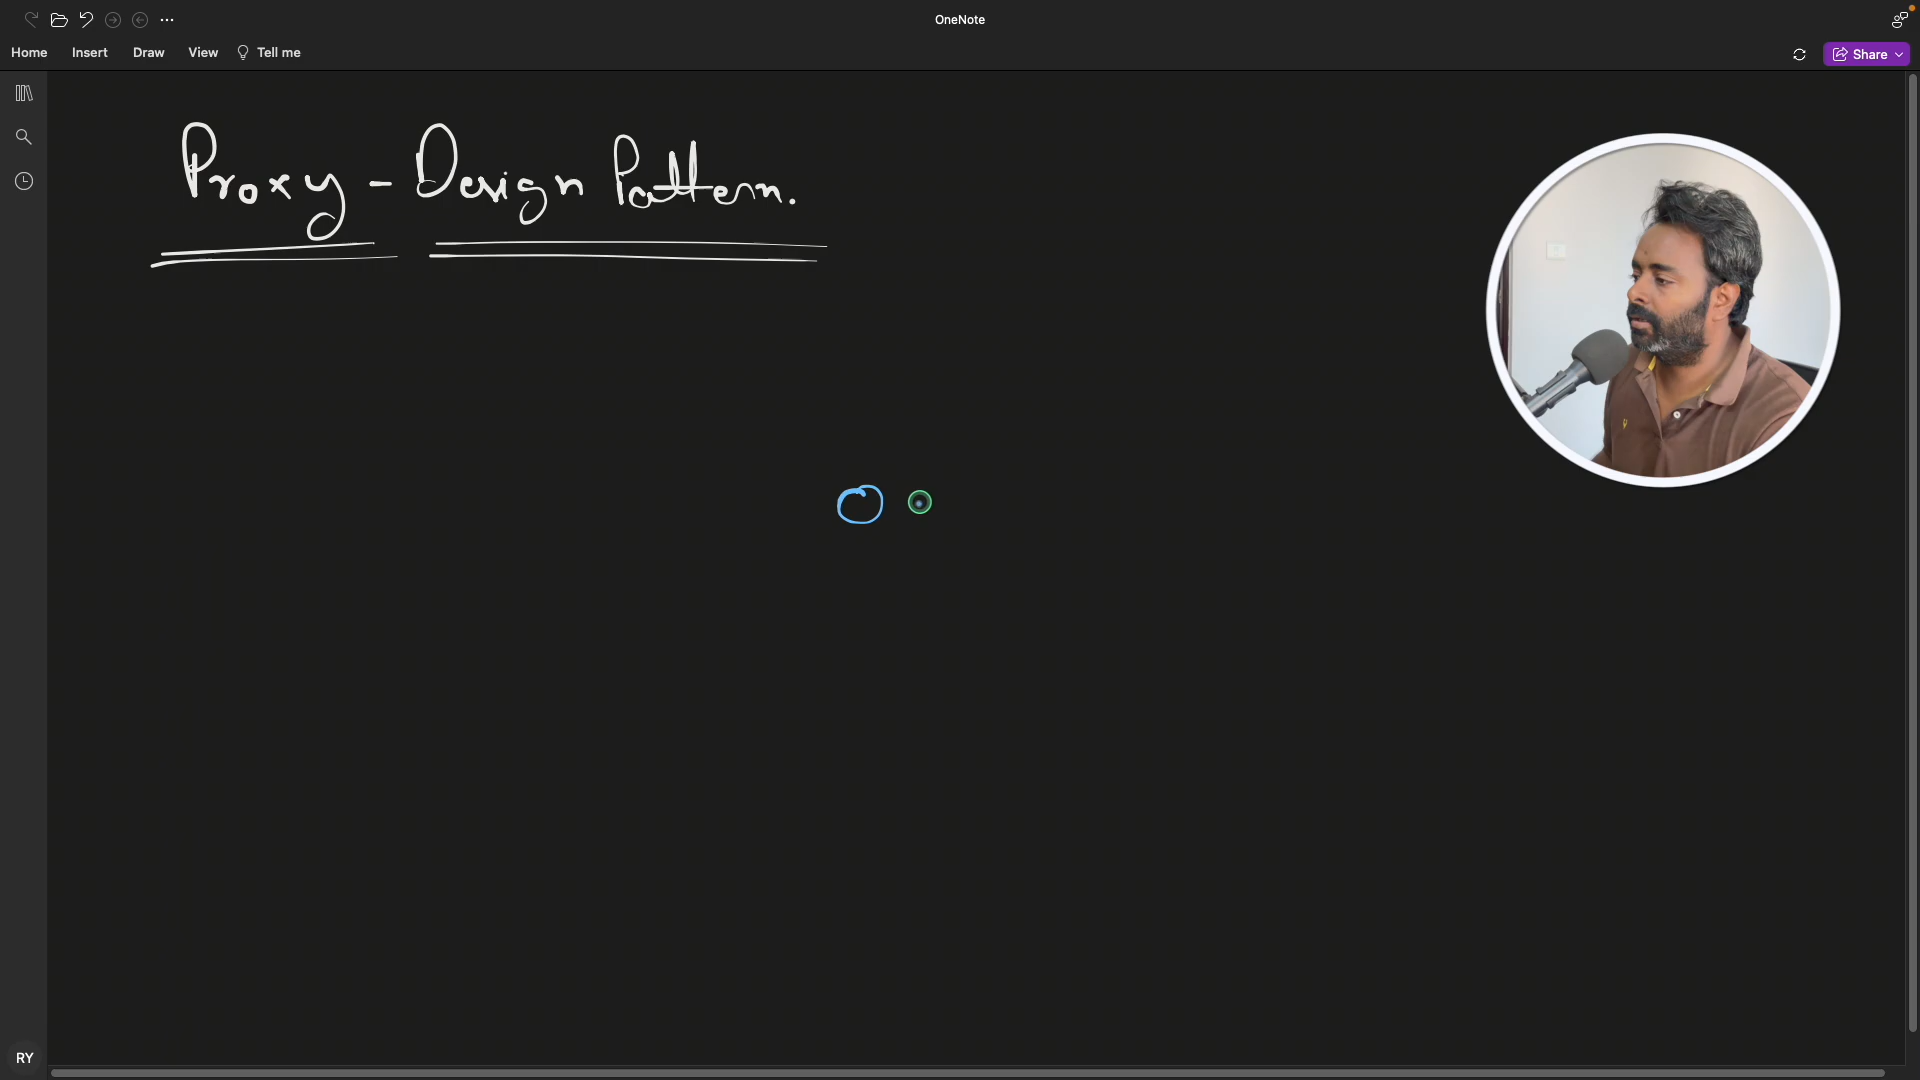 OneNote
Home Insert Draw View Tell me
Share
Proxy - Design Pattern.
RY